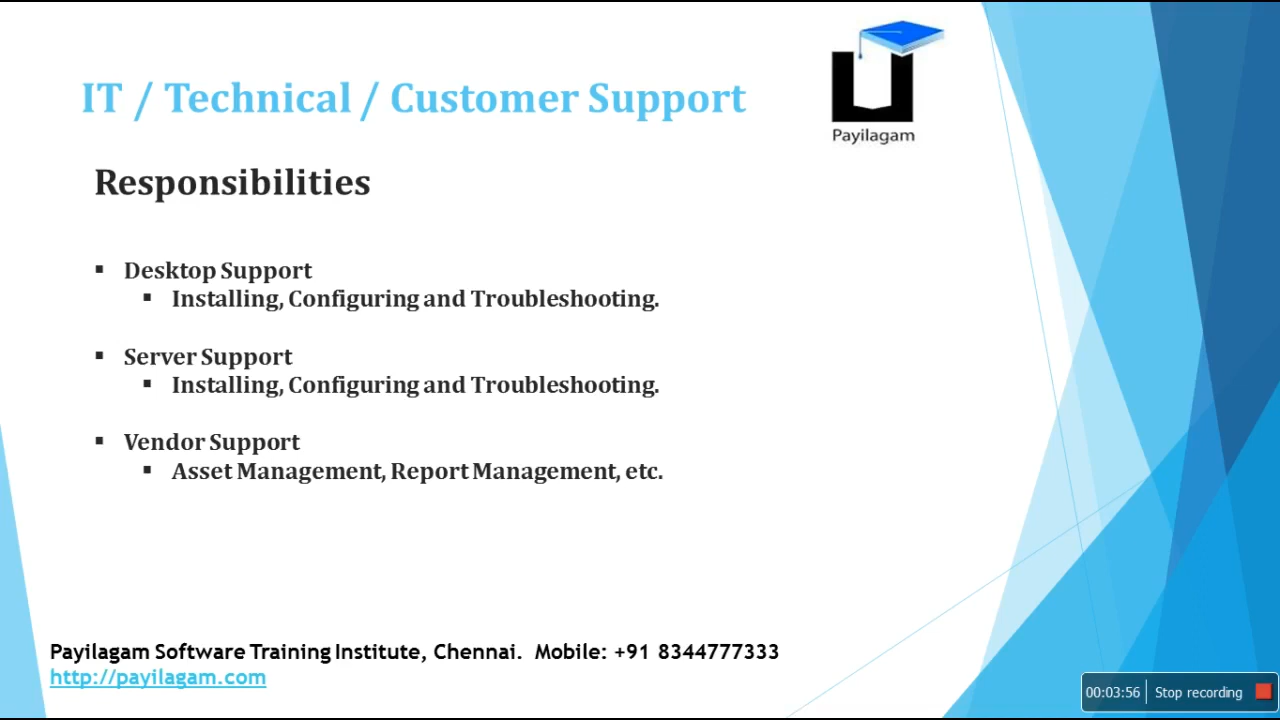 IT / Technical / Customer Support
Payilagam
Responsibilities
▪ Desktop Support
▪ Installing, Configuring and Troubleshooting.
▪ Server Support
▪ Installing, Configuring and Troubleshooting.
▪ Vendor Support
▪ Asset Management, Report Management, etc.
Payilagam Software Training Institute, Chennai. Mobile: +91 8344777333
http://payilagam.com
00:03:56 Stop recording